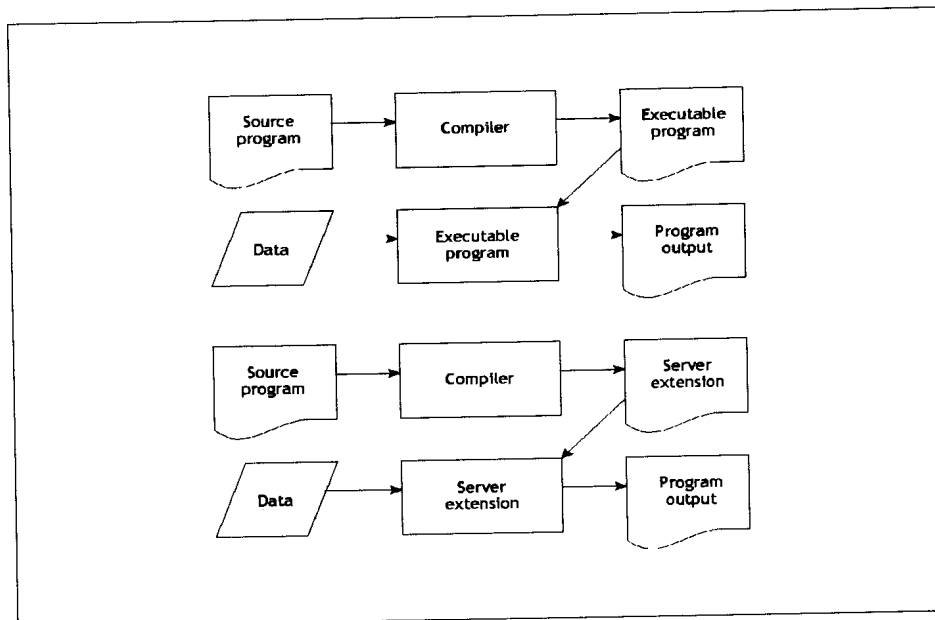 Source
program
Compiler
Executable
program
Data
Executable
program
Program
output
Source
program
Compiler
Server
extension
Data
Server
extension
Program
output